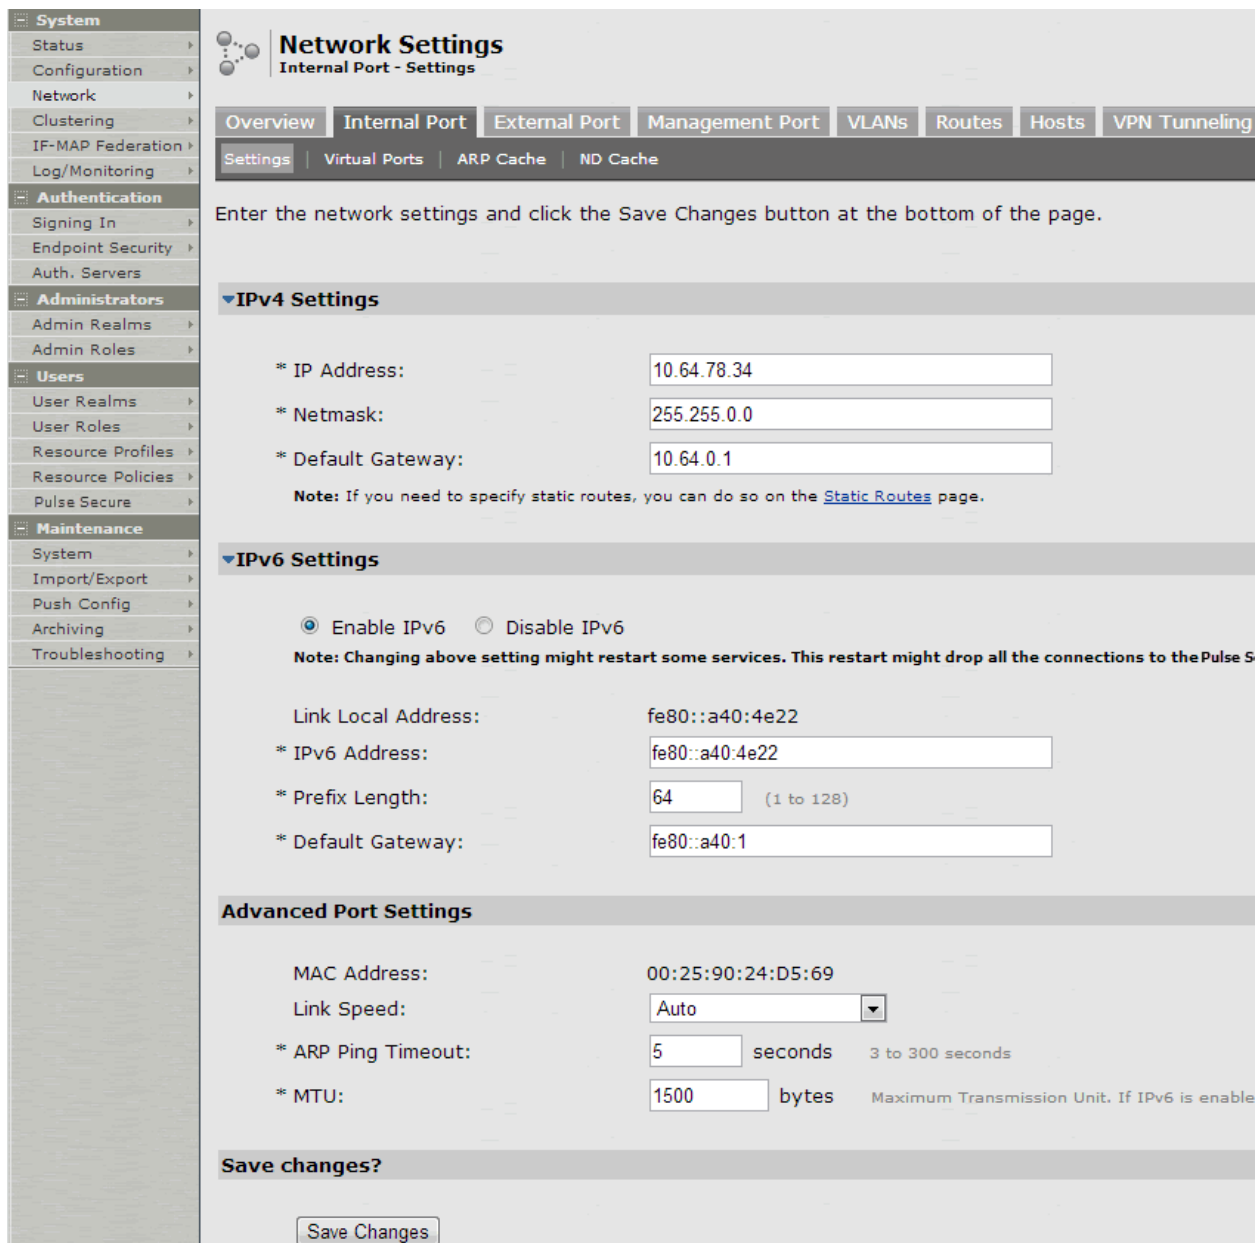 System
Status
Configuration
Network
Clustering
IF-MAP Federation
Log/Monitoring
Authentication
Signing In
Endpoint Security
Auth. Servers
Administrators
Admin Realms
Admin Roles
Users
User Realms
User Roles
Resource Profiles
Resource Policies
Pulse Secure
Maintenance
System
Import/Export
Push Config
Archiving
Troubleshooting
Network Settings
Internal Port - Settings
Overview Internal Port External Port Management Port VLANs Routes Hosts VPN Tunneling
Settings | Virtual Ports | ARP Cache | ND Cache
Enter the network settings and click the Save Changes button at the bottom of the page.
IPv4 Settings
* IP Address: 10.64.78.34
* Netmask: 255.255.0.0
* Default Gateway: 10.64.0.1
Note: If you need to specify static routes, you can do so on the Static Routes page.
IPv6 Settings
Enable IPv6 Disable IPv6
Note: Changing above setting might restart some services. This restart might drop all the connections to the Pulse S
Link Local Address: fe80::a40:4e22
* IPv6 Address: fe80::a40:4e22
* Prefix Length: 64 (1 to 128)
* Default Gateway: fe80::a40:1
Advanced Port Settings
MAC Address: 00:25:90:24:D5:69
Link Speed: Auto
* ARP Ping Timeout: 5 seconds 3 to 300 seconds
* MTU: 1500 bytes Maximum Transmission Unit. If IPv6 is enable
Save changes?
Save Changes